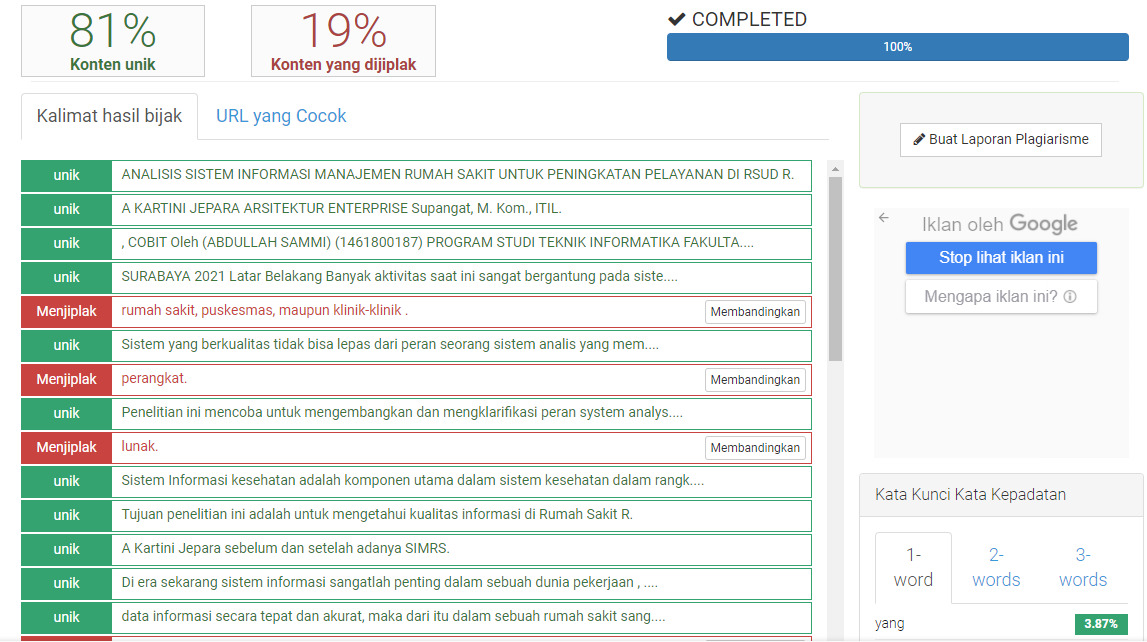 81%
Konten unik
19%
Konten yang dijiplak
COMPLETED
100%
Kalimat hasil bijak
URL yang Cocok
unik ANALISIS SISTEM INFORMASI MANAJEMEN RUMAH SAKIT UNTUK PENINGKATAN PELAYANAN DI RSUD R.
unik A KARTINI JEPARA ARSITEKTUR ENTERPRISE Supangat, M. Kom., ITIL.
unik , COBIT Oleh (ABDULLAH SAMMI) (1461800187) PROGRAM STUDI TEKNIK INFORMATIKA FAKULTA....
unik SURABAYA 2021 Latar Belakang Banyak aktivitas saat ini sangat bergantung pada siste....
Menjiplak rumah sakit, puskesmas, maupun klinik-klinik . Membandingkan
unik Sistem yang berkualitas tidak bisa lepas dari peran seorang sistem analis yang mem....
Menjiplak perangkat. Membandingkan
unik Penelitian ini mencoba untuk mengembangkan dan mengklarifikasi peran system analys....
Menjiplak lunak. Membandingkan
unik Sistem Informasi kesehatan adalah komponen utama dalam sistem kesehatan dalam rangk....
unik Tujuan penelitian ini adalah untuk mengetahui kualitas informasi di Rumah Sakit R.
unik A Kartini Jepara sebelum dan setelah adanya SIMRS.
unik Di era sekarang sistem informasi sangatlah penting dalam sebuah dunia pekerjaan , ....
unik data informasi secara tepat dan akurat, maka dari itu dalam sebuah rumah sakit sang....
Buat Laporan Plagiarisme
Iklan oleh Google
Stop lihat iklan ini
Mengapa iklan ini?
Kata Kunci Kata Kepadatan
1-
word
2-
words
3-
words
yang 3.87%